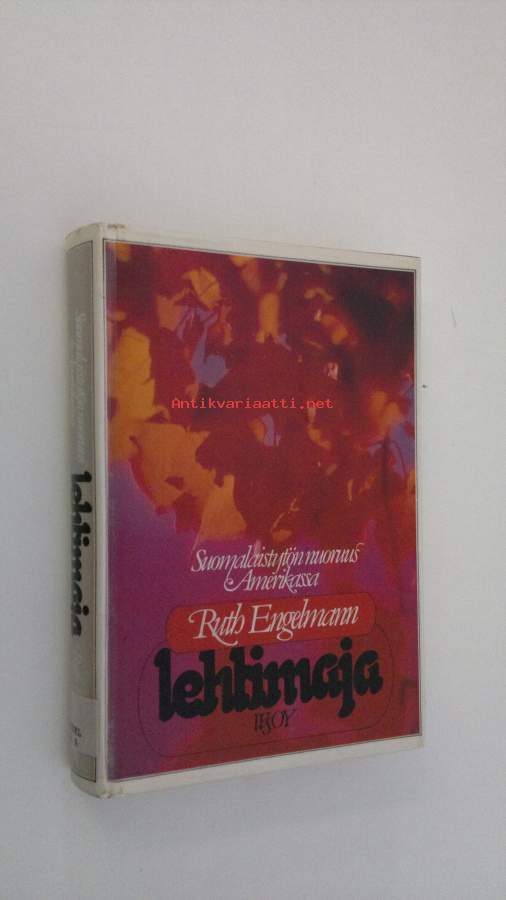 Antikvariaatti.net
Suomalaistytön nuoruus
Amerikassa
Ruth Engelmann
lehtimaja
WSOY
lehtimaja